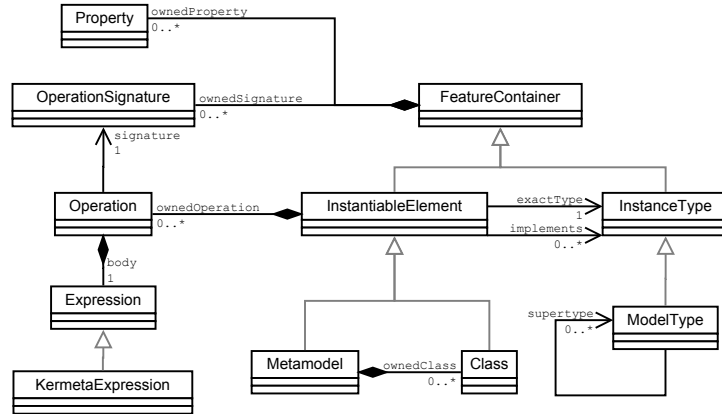 Property
ownedProperty
0..*
OperationSignature
ownedSignature
0..*
FeatureContainer
signature
1
Operation
ownedOperation
0..*
InstantiableElement
exactType
1
implements
0..*
InstanceType
body
1
Expression
supertype
0..*
ModelType
KermetaExpression
Metamodel
ownedClass
0..*
Class